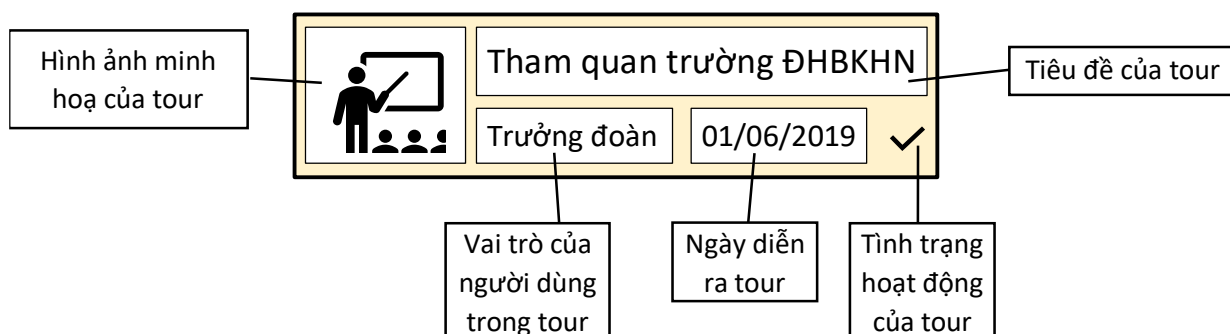 Hình ảnh minh
hoạ của tour
Tham quan trường ĐHBKHN
Tiêu đề của tour
Trưởng đoàn
01/06/2019
Vai trò của
người dùng
trong tour
Ngày diễn
ra tour
Tình trạng
hoạt động
của tour